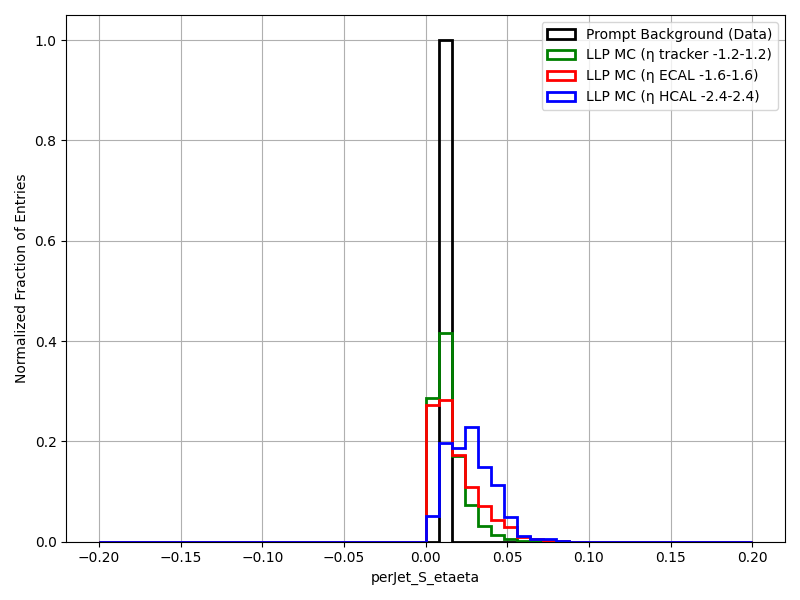 Prompt Background (Data)
LLP MC (η tracker -1.2-1.2)
LLP MC (η ECAL -1.6-1.6)
LLP MC (η HCAL -2.4-2.4)
Normalized Fraction of Entries
1.0
0.8
0.6
0.4
0.2
0.0
−0.20 −0.15 −0.10 −0.05 0.00 0.05 0.10 0.15 0.20
perJet_S_etaeta